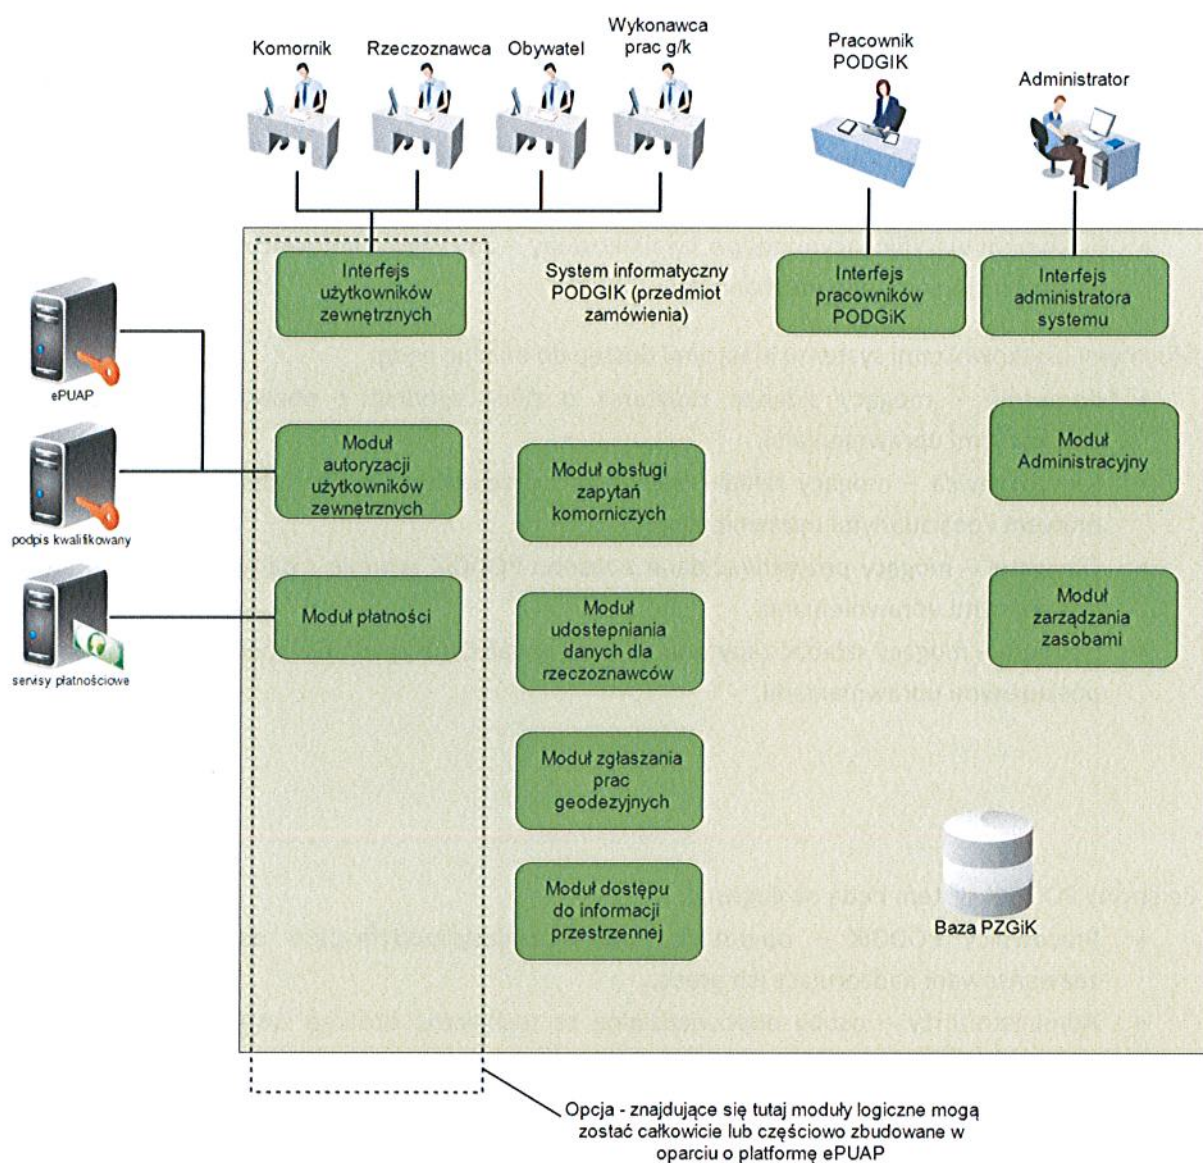 Komornik
Rzeczoznawca
Obywatel
Wykonawca
prac g/k
Pracownik
PODGIK
Administrator
Interfejs
użytkowników
zewnętrznych
System informatyczny
PODGIK (przedmiot
zamówienia)
Interfejs
pracowników
PODGiK
Interfejs
administratora
systemu
ePUAP
Moduł
autoryzacji
użytkowników
zewnętrznych
Moduł obsługi
zapytań
komorniczych
Moduł
Administracyjny
podpis kwalifikowany
Moduł płatności
Moduł
udostepniania
danych dla
rzeczoznawców
Moduł
zarządzania
zasobami
servisy płatnościowe
Moduł zgłaszania
prac
geodezyjnych
Moduł dostępu
do informacji
przestrzennej
Baza PZGiK
Opcja - znajdujące się tutaj moduły logiczne mogą
zostać całkowicie lub częściowo zbudowane w
oparciu o platformę ePUAP